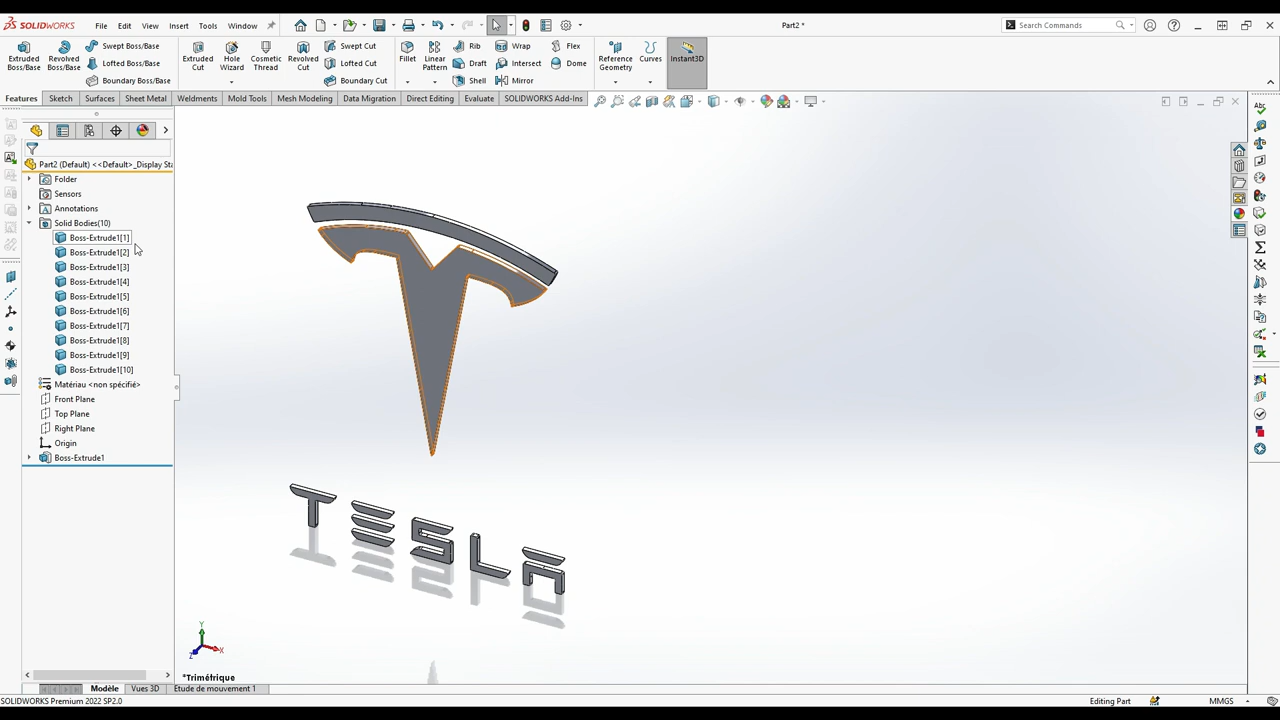 SOLIDWORKS File Edit View Insert Tools Window Part2 * Search Commands
Extruded Boss/Base
Revolved Boss/Base
Swept Boss/Base
Lofted Boss/Base
Boundary Boss/Base
Extruded Cut
Hole Wizard
Cosmetic Thread
Revolved Cut
Swept Cut
Lofted Cut
Boundary Cut
Fillet
Linear Pattern
Rib
Draft
Shell
Wrap
Intersect
Mirror
Flex
Dome
Reference Geometry
Curves
Instant3D
Features Sketch Surfaces Sheet Metal Weldments Mold Tools Mesh Modeling Data Migration Direct Editing Evaluate SOLIDWORKS Add-Ins
Part2 (Default) <<Default>_Display Sta
Folder
Sensors
Annotations
Solid Bodies(10)
Boss-Extrude1[1]
Boss-Extrude1[2]
Boss-Extrude1[3]
Boss-Extrude1[4]
Boss-Extrude1[5]
Boss-Extrude1[6]
Boss-Extrude1[7]
Boss-Extrude1[8]
Boss-Extrude1[9]
Boss-Extrude1[10]
Matériau <non spécifié>
Front Plane
Top Plane
Right Plane
Origin
Boss-Extrude1
TESLA
Y
X
Z
*Trimétrique
Modèle Vues 3D Etude de mouvement 1
SOLIDWORKS Premium 2022 SP2.0 Editing Part MMGS